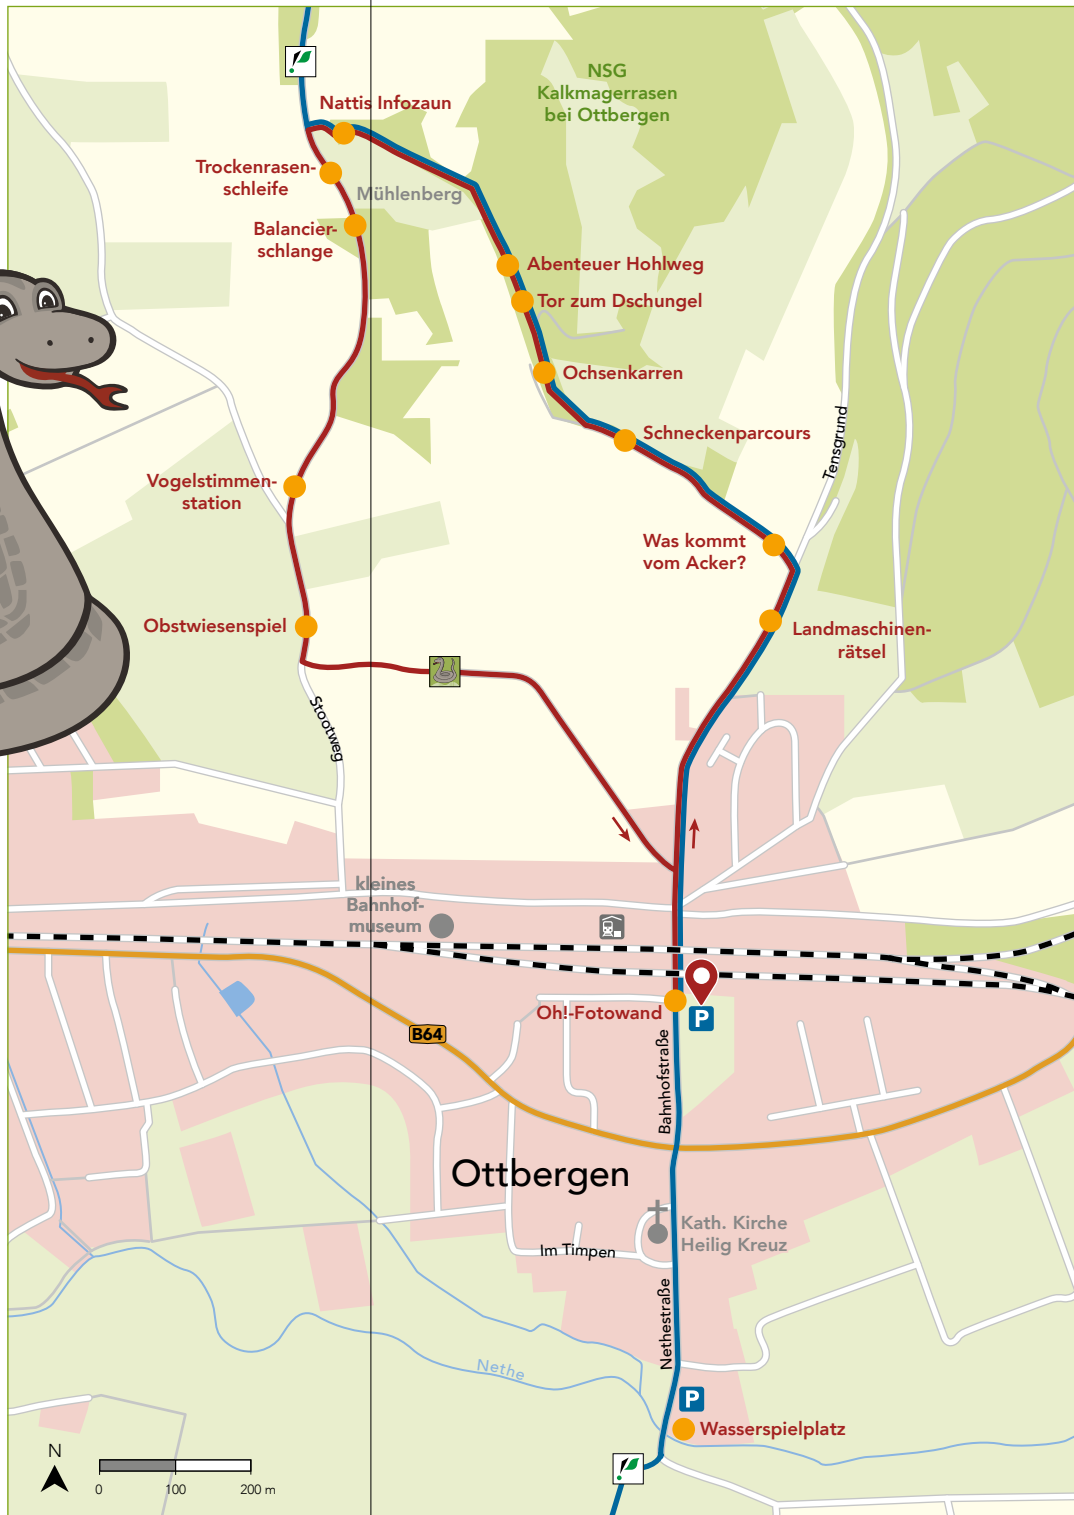 NSG
Kalkmagerrasen
bei Ottbergen
Nattis Infozaun
Trockenrasen-
schleife
Mühlenberg
Balancier-
schlange
Abenteuer Hohlweg
Tor zum Dschungel
Ochsenkarren
Schneckenparcours
Tensgrund
Vogelstimmen-
station
Was kommt
vom Acker?
Obstwiesenspiel
Landmaschinen-
rätsel
Stootweg
kleines
Bahnhof-
museum
Oh!-Fotowand
P
B64
Bahnhofstraße
Ottbergen
Kath. Kirche
Heilig Kreuz
Im Timpen
Nethestraße
Nethe
P
Wasserspielplatz
N
0 100 200 m